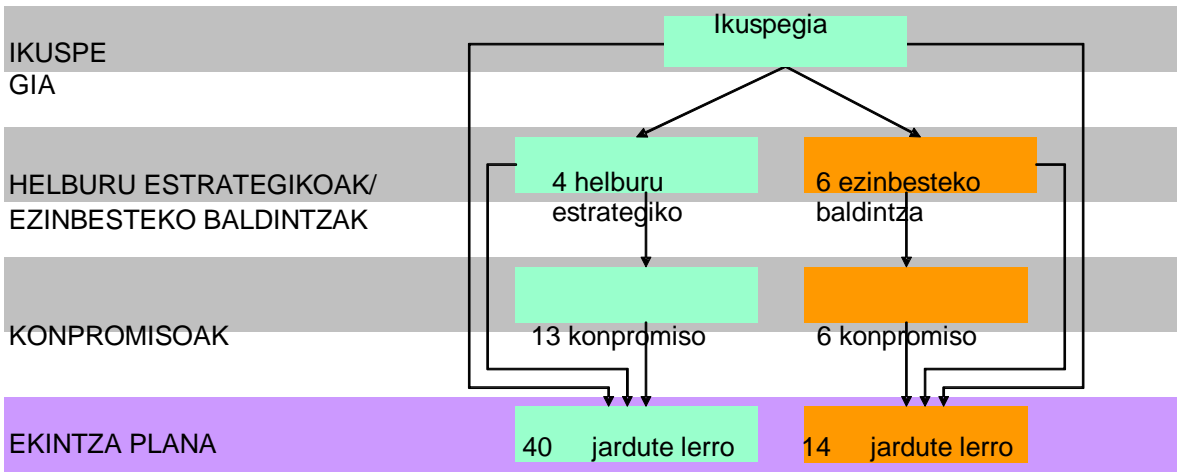 Ikuspegia
IKUSPE
GIA
HELBURU ESTRATEGIKOAK/
EZINBESTEKO BALDINTZAK
4 helburu
estrategiko
6 ezinbesteko
baldintza
KONPROMISOAK
13 konpromiso
6 konpromiso
EKINTZA PLANA
40 jardute lerro
14 jardute lerro